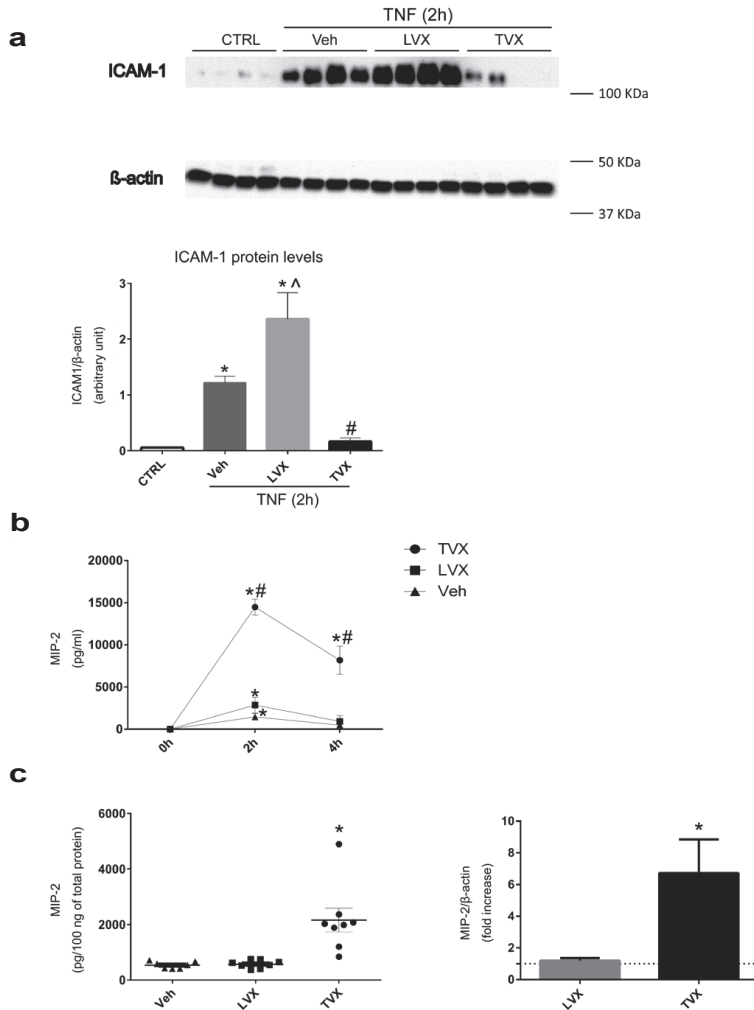 a
TNF (2h)
CTRL Veh LVX TVX
ICAM-1
100 KDa
50 KDa
ß-actin
37 KDa
ICAM-1 protein levels
ICAM1/β-actin
(arbitrary unit)
3
2
1
0
*
* ^
#
CTRL
Veh
LVX
TVX
TNF (2h)
b
TVX
LVX
Veh
MIP-2
(pg/ml)
20000
15000
10000
5000
0
*#
*#
*
*
0h
2h
4h
c
MIP-2
(pg/100 ng of total protein)
6000
4000
2000
0
*
Veh
LVX
TVX
MIP-2/β-actin
(fold increase)
10
8
6
4
2
0
*
LVX
TVX